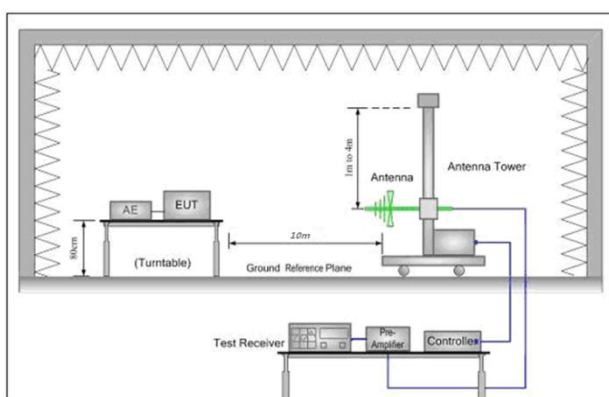 1m to 4m
Antenna
Antenna Tower
AE
EUT
80cm
(Turntable)
10m
Ground Reference Plane
Test Receiver
Pre-
Amplifier
Controller